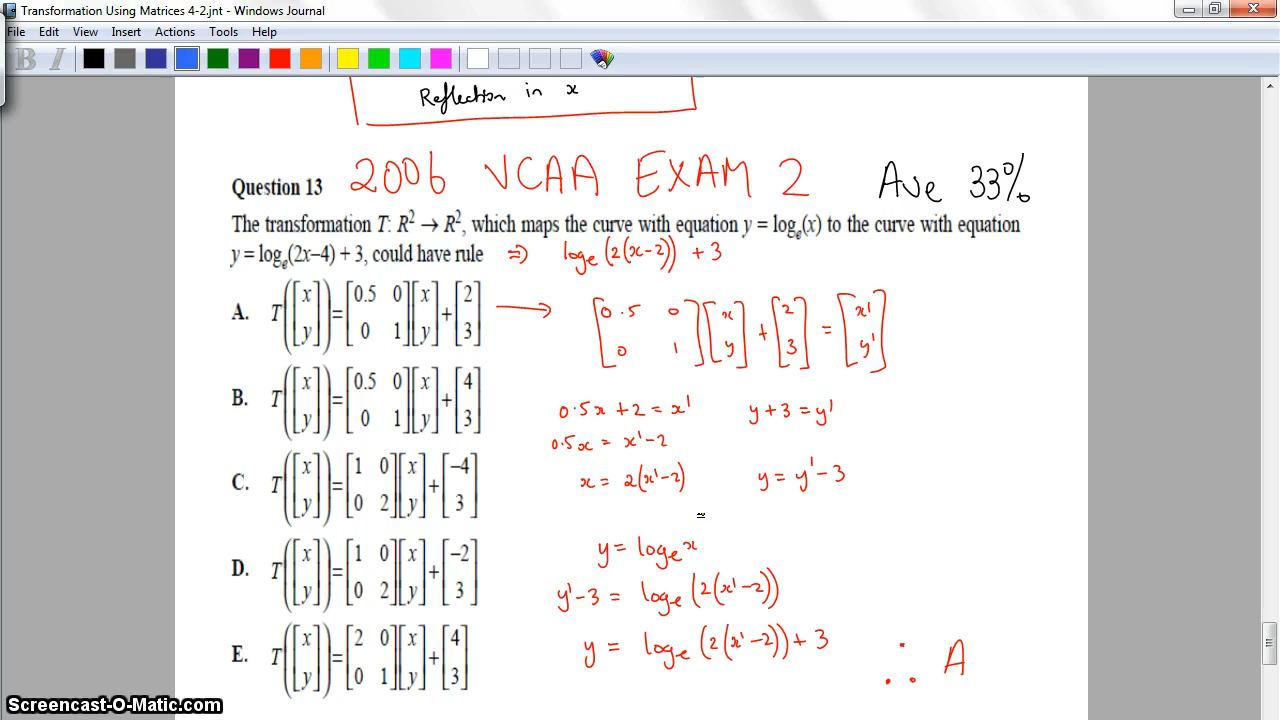 Transformation Using Matrices 4-2.jnt - Windows Journal
File Edit View Insert Actions Tools Help
B I
Reflection in x
2006 VCAA EXAM 2 Ave 33%
Question 13
The transformation T: R² → R², which maps the curve with equation y = logₑ(x) to the curve with equation
y = logₑ(2x–4) + 3, could have rule ⇒ logₑ(2(x-2)) + 3
A. T([x y]) = [0.5 0; 0 1][x y] + [2 3] → [0.5 0; 0 1][x y] + [2 3] = [x' y']
B. T([x y]) = [0.5 0; 0 1][x y] + [4 3]
0.5x + 2 = x' y + 3 = y'
0.5x = x' - 2
C. T([x y]) = [1 0; 0 2][x y] + [–4 3]
x = 2(x'-2) y = y' - 3
D. T([x y]) = [1 0; 0 2][x y] + [–2 3]
y = logₑ x
y'-3 = logₑ(2(x'-2))
E. T([x y]) = [2 0; 0 1][x y] + [4 3]
y = logₑ(2(x'-2)) + 3 ∴ A
Screencast-O-Matic.com